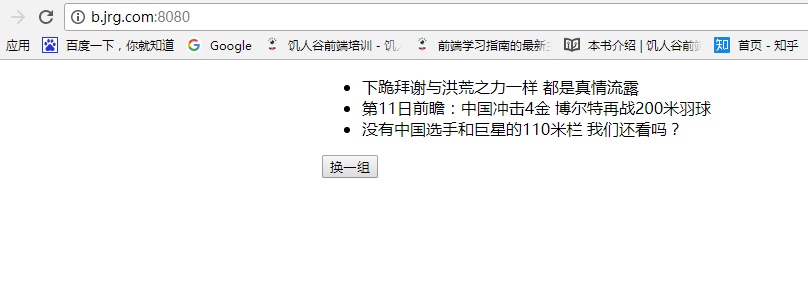 b.jrg.com:8080
应用 百度一下，你就知道 Google 饥人谷前端培训 - 饥 前端学习指南的最新 本书介绍 | 饥人谷前 知 首页 - 知乎
下跪拜谢与洪荒之力一样 都是真情流露
第11日前瞻：中国冲击4金 博尔特再战200米羽球
没有中国选手和巨星的110米栏 我们还看吗？
换一组